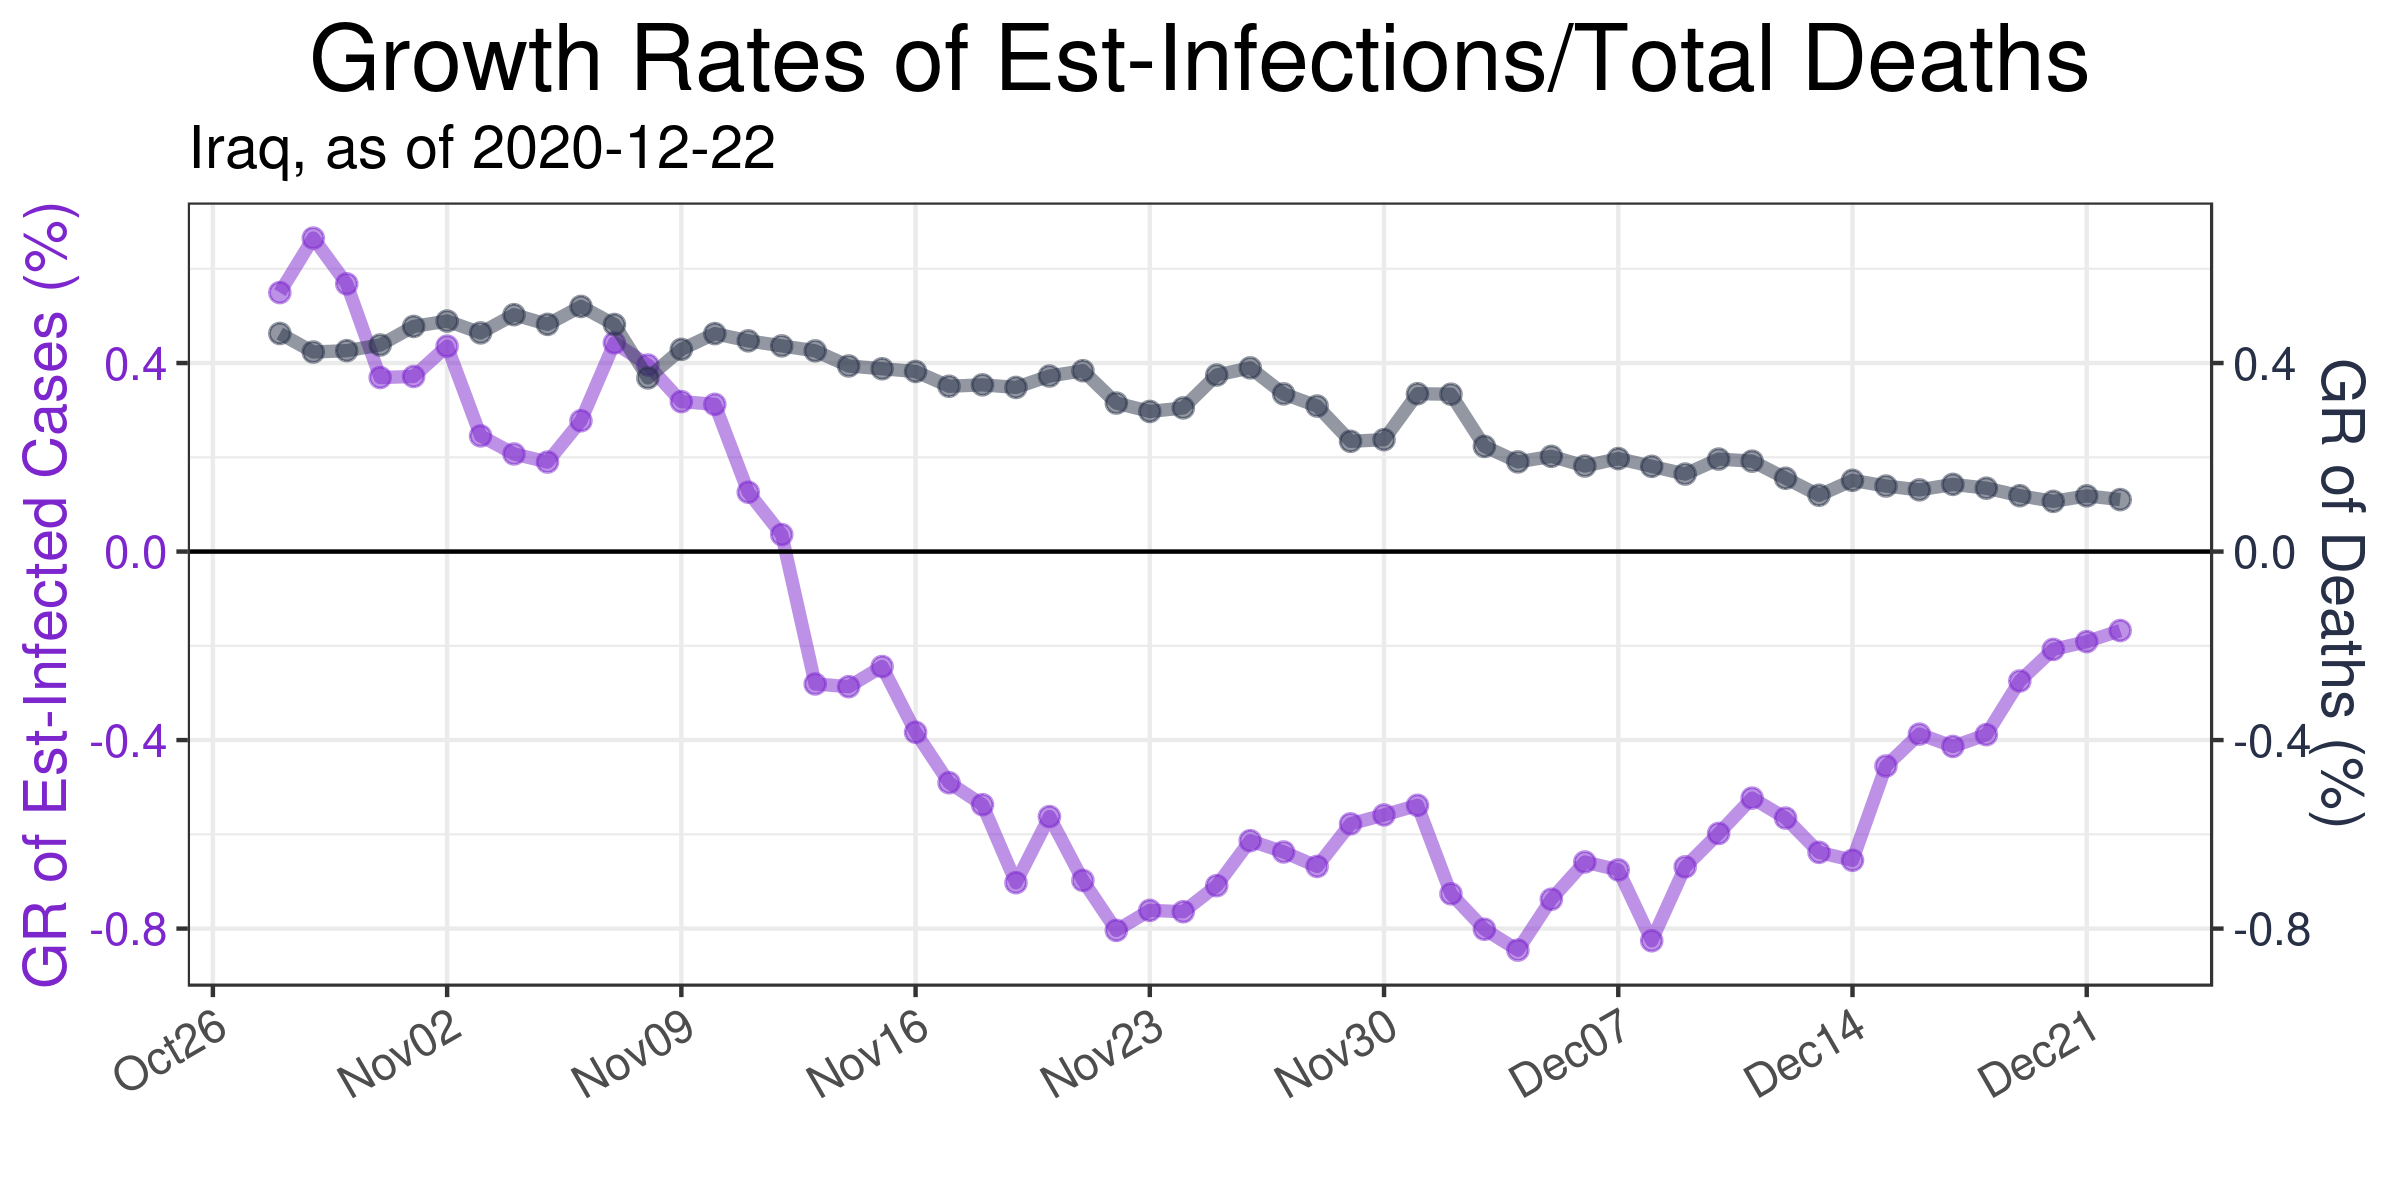 Growth Rates of Est-Infections/Total Deaths
Iraq, as of 2020-12-22
GR of Est-Infected Cases (%)
0.4
0.0
-0.4
-0.8
0.4
0.0
-0.4
-0.8
GR of Deaths (%)
Oct26
Nov02
Nov09
Nov16
Nov23
Nov30
Dec07
Dec14
Dec21